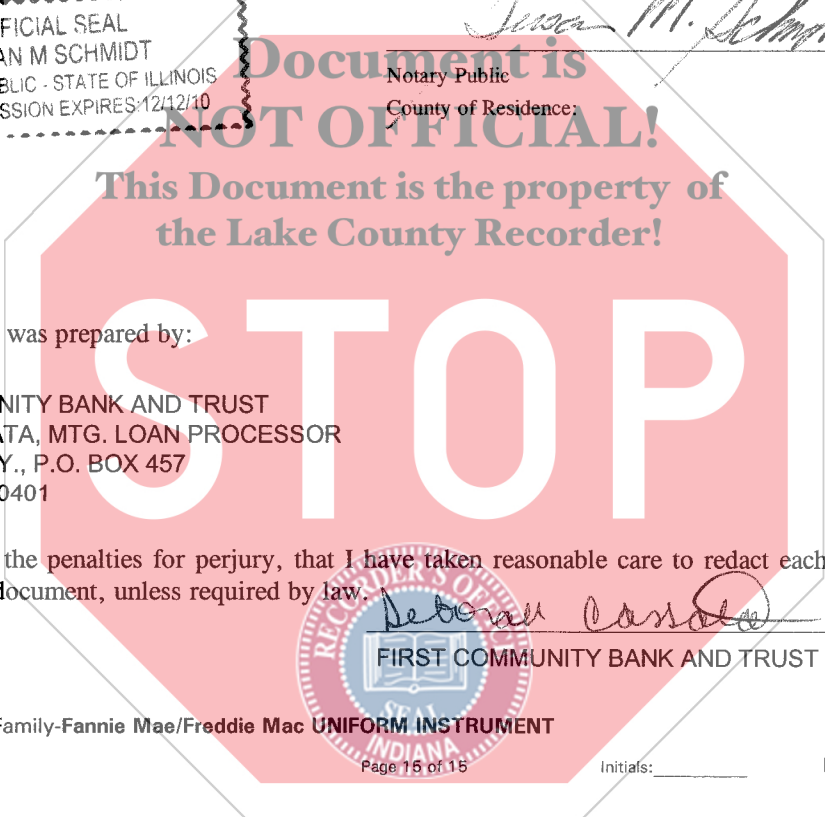 FICIAL SEAL
AN M SCHMIDT
BLIC - STATE OF ILLINOIS
SSION EXPIRES:12/12/10
M. Schm
Notary Public
County of Residence:
Document is
NOT OFFICIAL!
This Document is the property of
the Lake County Recorder!
STOP
was prepared by:
NITY BANK AND TRUST
ATA, MTG. LOAN PROCESSOR
Y., P.O. BOX 457
0401
the penalties for perjury, that I have taken reasonable care to redact each
document, unless required by law.
Deborah
FIRST COMMUNITY BANK AND TRUST
RECORDER'S OF
SEAL
INDIANA
Family-Fannie Mae/Freddie Mac UNIFORM INSTRUMENT
Page 15 of 15
Initials: